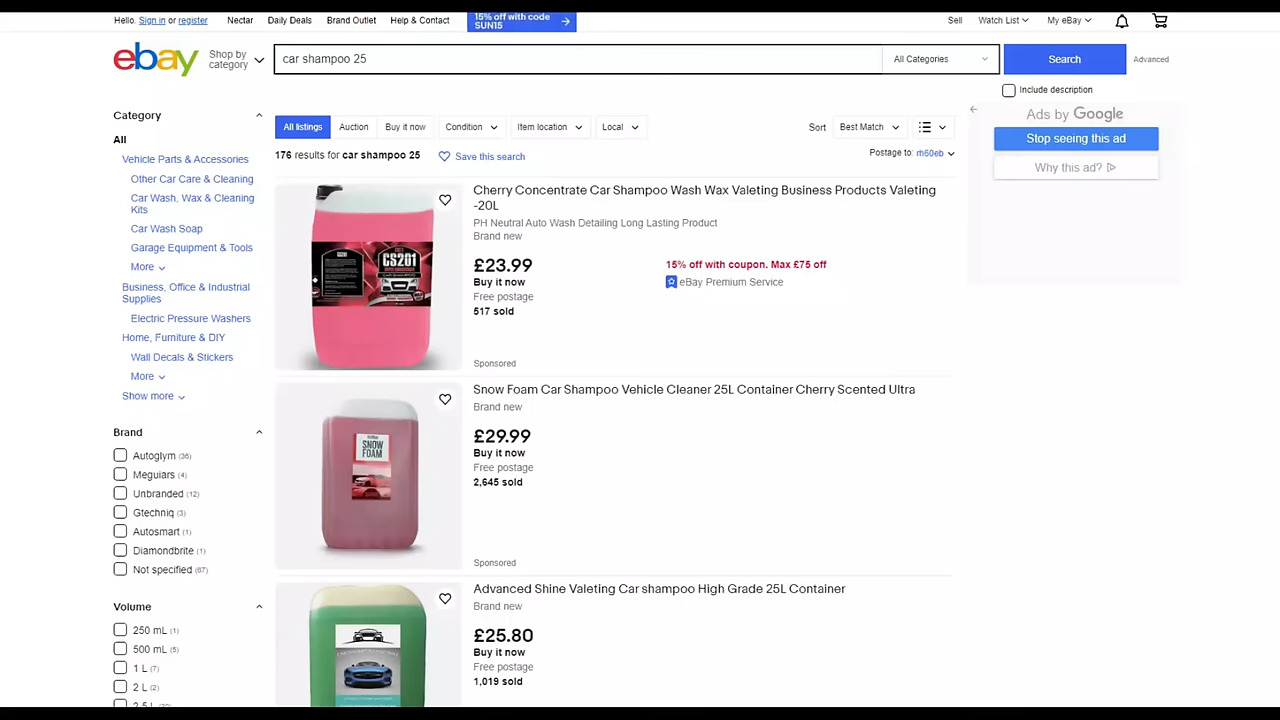 Hello. Sign in or register
Nectar
Daily Deals
Brand Outlet
Help & Contact
15% off with code
SUN15
Sell
Watch List
My eBay
ebay
Shop by
category
car shampoo 25
All Categories
Search
Advanced
Include description
Category
All
Vehicle Parts & Accessories
Other Car Care & Cleaning
Car Wash, Wax & Cleaning
Kits
Car Wash Soap
Garage Equipment & Tools
More
Business, Office & Industrial
Supplies
Electric Pressure Washers
Home, Furniture & DIY
Wall Decals & Stickers
More
Show more
Brand
Autoglym (36)
Meguiars (4)
Unbranded (12)
Gtechniq (3)
Autosmart (1)
Diamondbrite (1)
Not specified (67)
Volume
250 mL (1)
500 mL (5)
1 L (7)
2 L (2)
All listings
Auction
Buy it now
Condition
Item location
Local
Sort
Best Match
176 results for car shampoo 25
Save this search
Postage to: rh60eb
Cherry Concentrate Car Shampoo Wash Wax Valeting Business Products Valeting
-20L
PH Neutral Auto Wash Detailing Long Lasting Product
Brand new
£23.99
Buy it now
Free postage
517 sold
15% off with coupon. Max £75 off
eBay Premium Service
Sponsored
CS201
Snow Foam Car Shampoo Vehicle Cleaner 25L Container Cherry Scented Ultra
Brand new
£29.99
Buy it now
Free postage
2,645 sold
Sponsored
SNOW
FOAM
Advanced Shine Valeting Car shampoo High Grade 25L Container
Brand new
£25.80
Buy it now
Free postage
1,019 sold
Ads by Google
Stop seeing this ad
Why this ad?